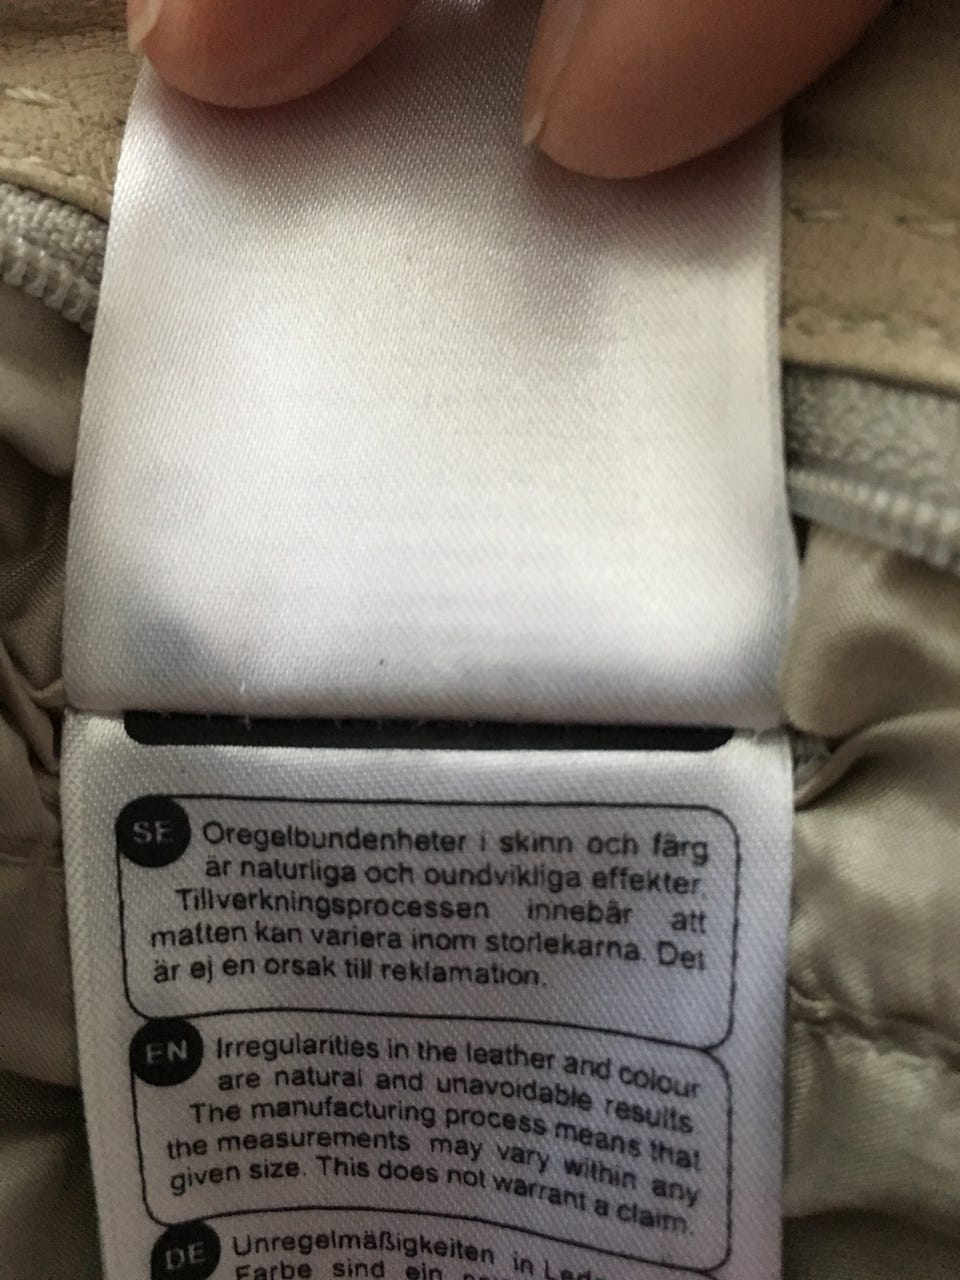 SE
Oregelbundenheter i skinn och färg
är naturliga och oundvikliga effekter.
Tillverkningsprocessen innebär att
måtten kan variera inom storlekarna. Det
är ej en orsak till reklamation.
EN
Irregularities in the leather and colour
are natural and unavoidable results.
The manufacturing process means that
the measurements may vary within any
given size. This does not warrant a claim.
DE
Unregelmäßigkeiten in
Farbe sind ein